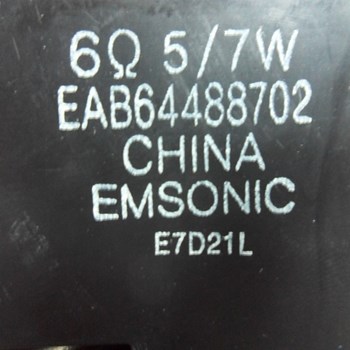 6Ω 5/7W
EAB64488702
CHINA
EMSONIC
E7D21L